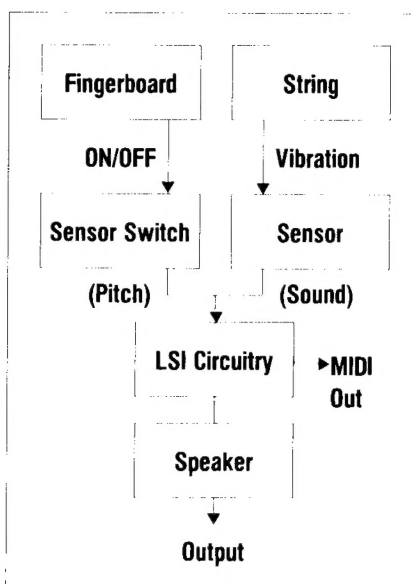 Fingerboard String
ON/OFF Vibration
Sensor Switch Sensor
(Pitch) (Sound)
LSI Circuitry MIDI
Out
Speaker
Output